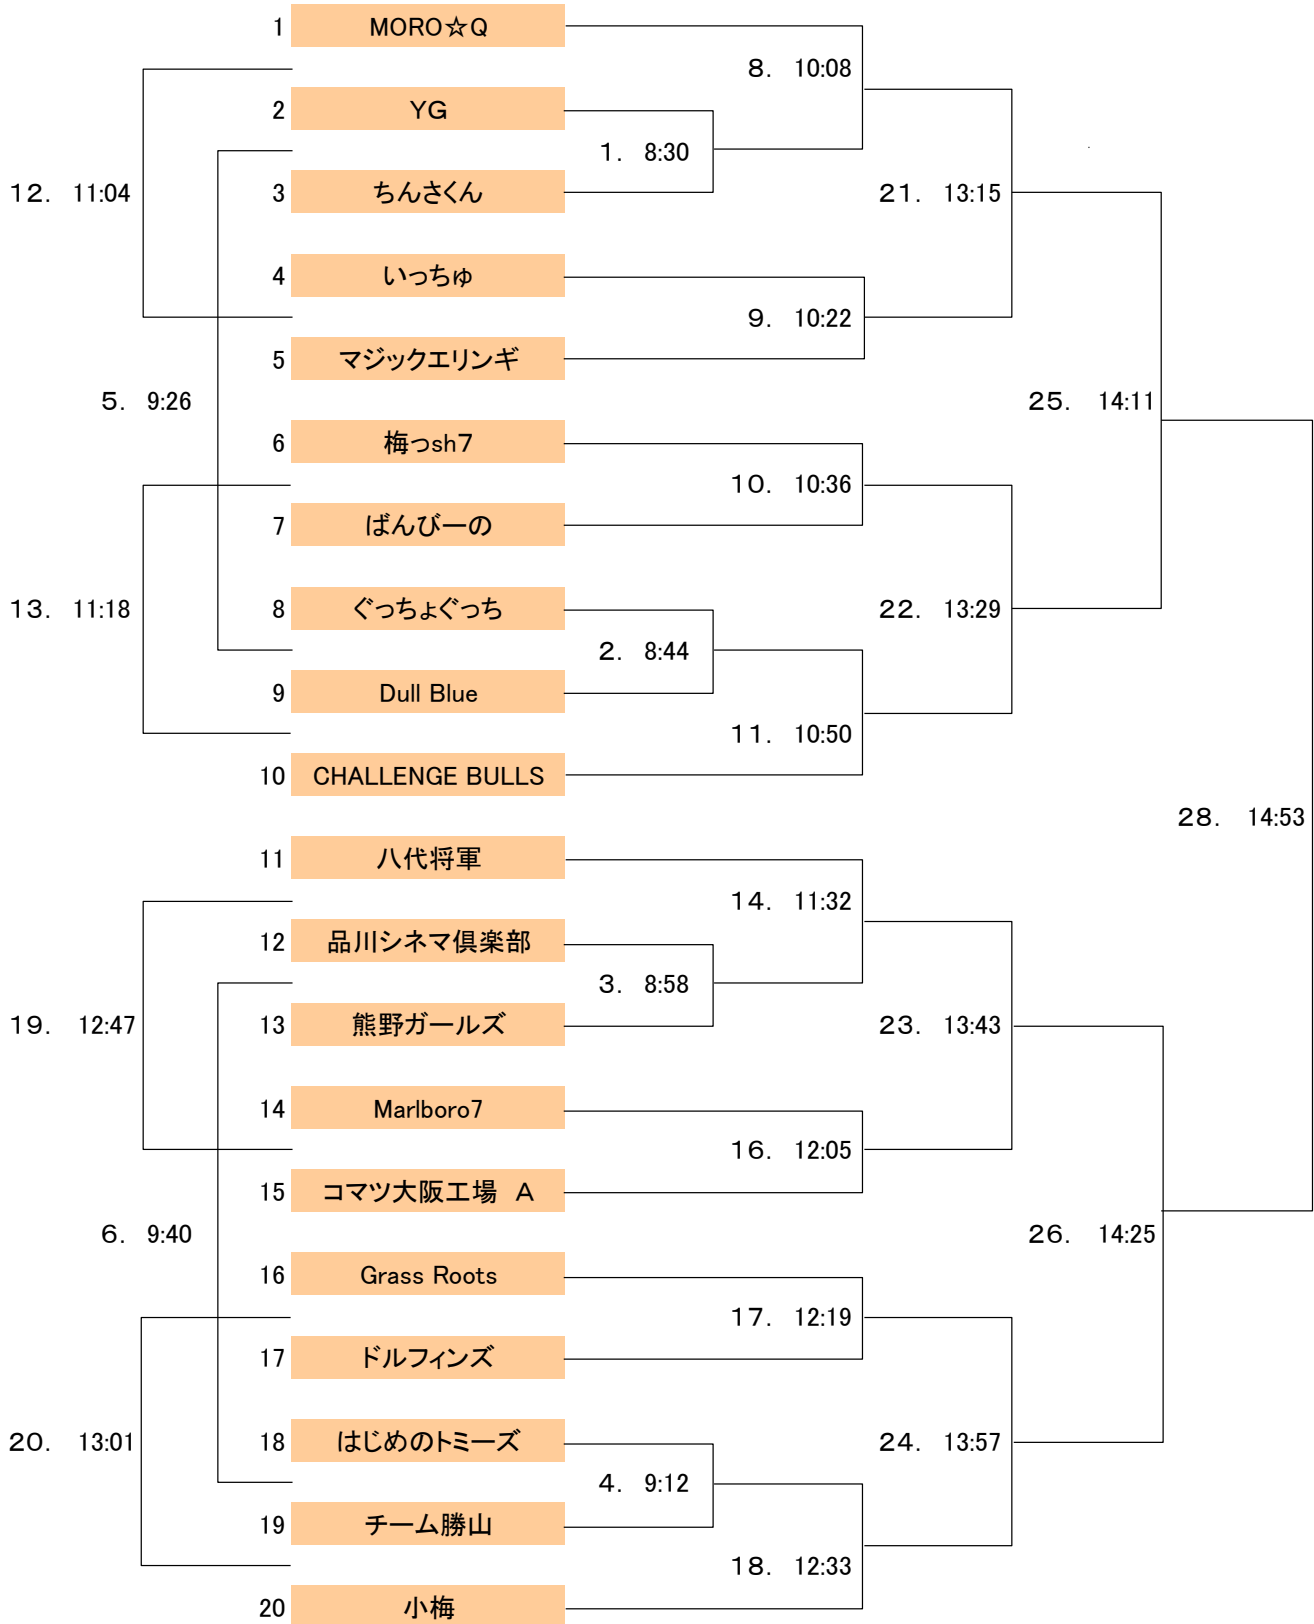 1 MORO☆Q
8. 10:08
2 YG
1. 8:30
12. 11:04
3 ちんさくん
21. 13:15
4 いっちゅ
9. 10:22
5 マジックエリンギ
5. 9:26
25. 14:11
6 梅っsh7
10. 10:36
7 ばんびーの
13. 11:18
8 ぐっちょぐっち
22. 13:29
2. 8:44
9 Dull Blue
11. 10:50
10 CHALLENGE BULLS
28. 14:53
11 八代将軍
14. 11:32
12 品川シネマ倶楽部
3. 8:58
19. 12:47
13 熊野ガールズ
23. 13:43
14 Marlboro7
16. 12:05
15 コマツ大阪工場 A
6. 9:40
26. 14:25
16 Grass Roots
17. 12:19
17 ドルフィンズ
20. 13:01
18 はじめのトミーズ
24. 13:57
4. 9:12
19 チーム勝山
18. 12:33
20 小梅